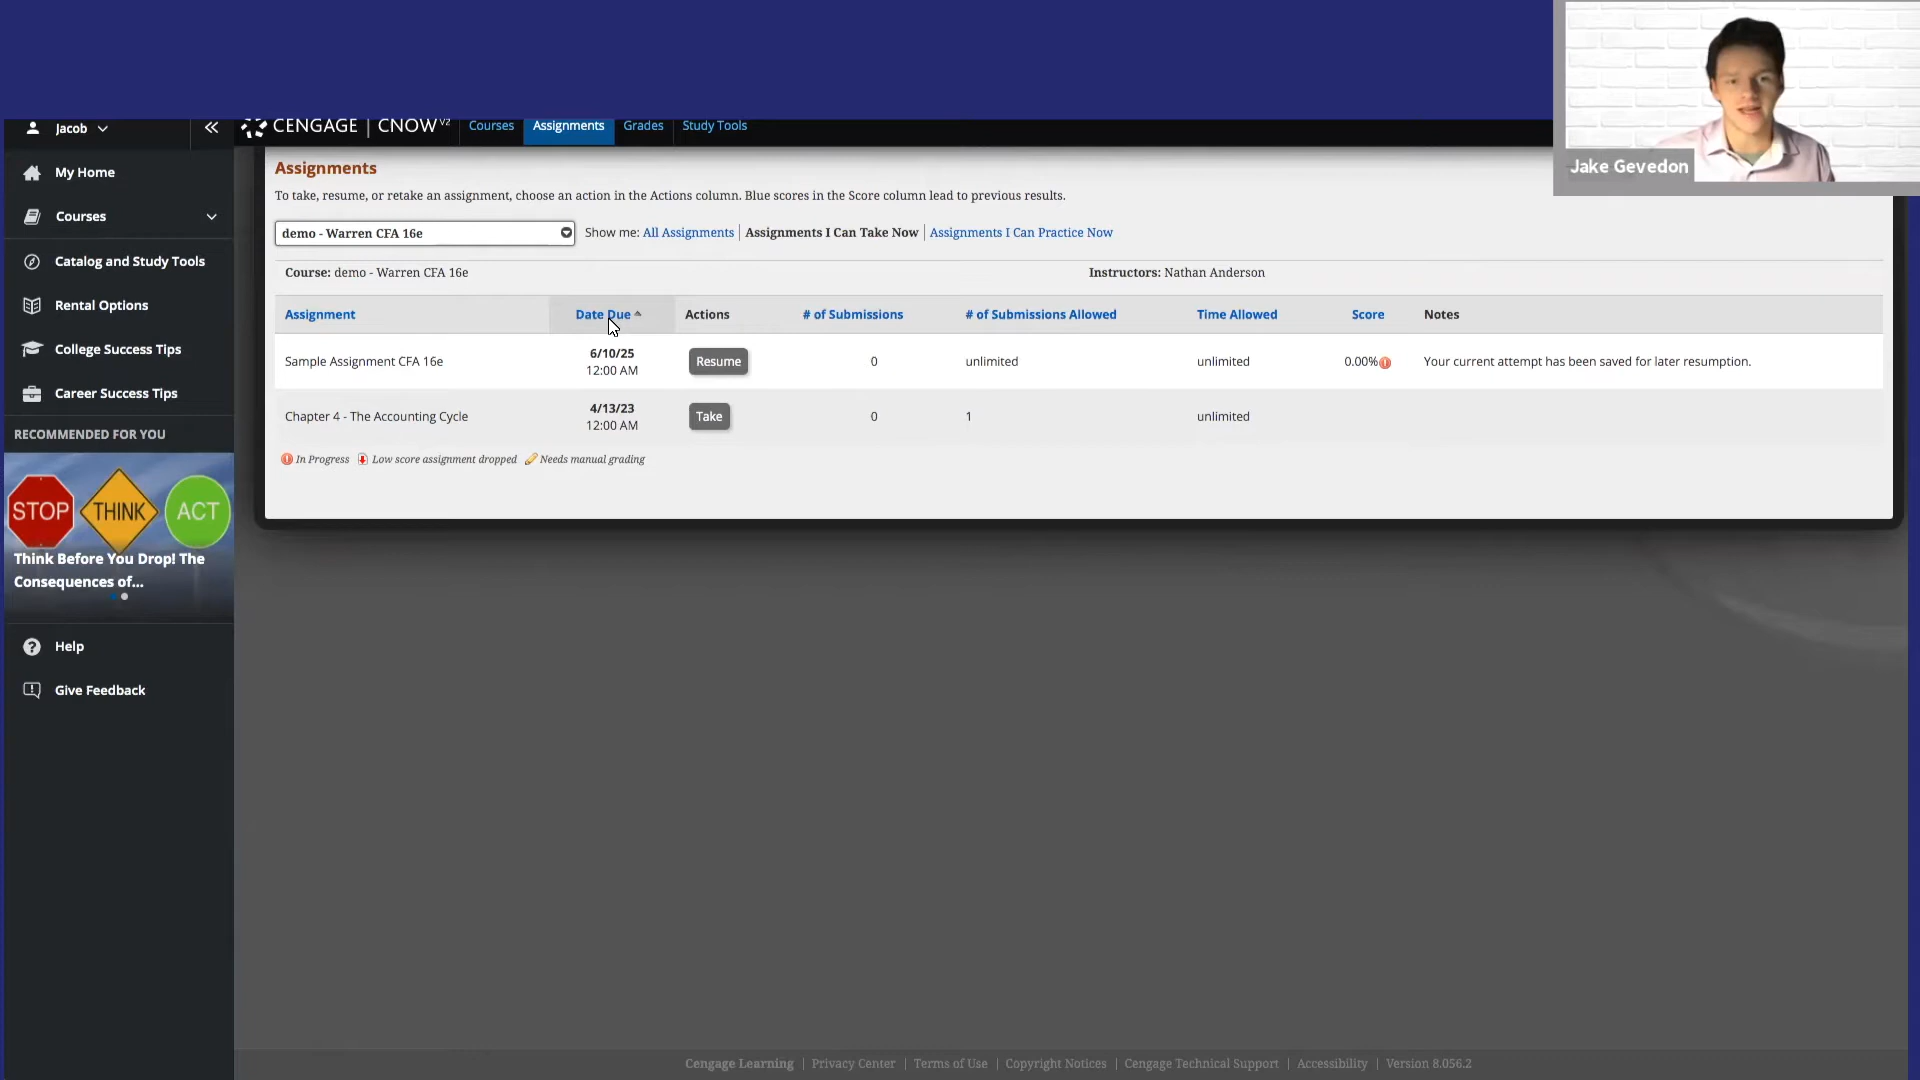 Jake Gevedon
Jacob
CENGAGE | CNOWv2
Courses
Assignments
Grades
Study Tools
My Home
Courses
Catalog and Study Tools
Rental Options
College Success Tips
Career Success Tips
RECOMMENDED FOR YOU
STOP THINK ACT
Think Before You Drop! The
Consequences of...
Help
Give Feedback
Assignments
To take, resume, or retake an assignment, choose an action in the Actions column. Blue scores in the Score column lead to previous results.
demo - Warren CFA 16e
Show me: All Assignments | Assignments I Can Take Now | Assignments I Can Practice Now
Course: demo - Warren CFA 16e
Instructors: Nathan Anderson
Assignment Date Due Actions # of Submissions # of Submissions Allowed Time Allowed Score Notes
Sample Assignment CFA 16e 6/10/25 12:00 AM Resume 0 unlimited unlimited 0.00% Your current attempt has been saved for later resumption.
Chapter 4 - The Accounting Cycle 4/13/23 12:00 AM Take 0 1 unlimited
In Progress Low score assignment dropped Needs manual grading
Cengage Learning | Privacy Center | Terms of Use | Copyright Notices | Cengage Technical Support | Accessibility | Version 8.056.2